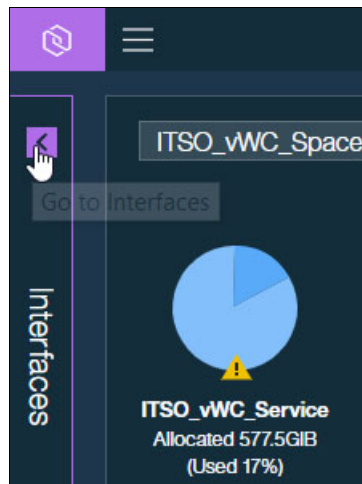 ITSO_vWC_Space
Go to Interfaces
Interfaces
ITSO_vWC_Service
Allocated 577.5GIB
(Used 17%)